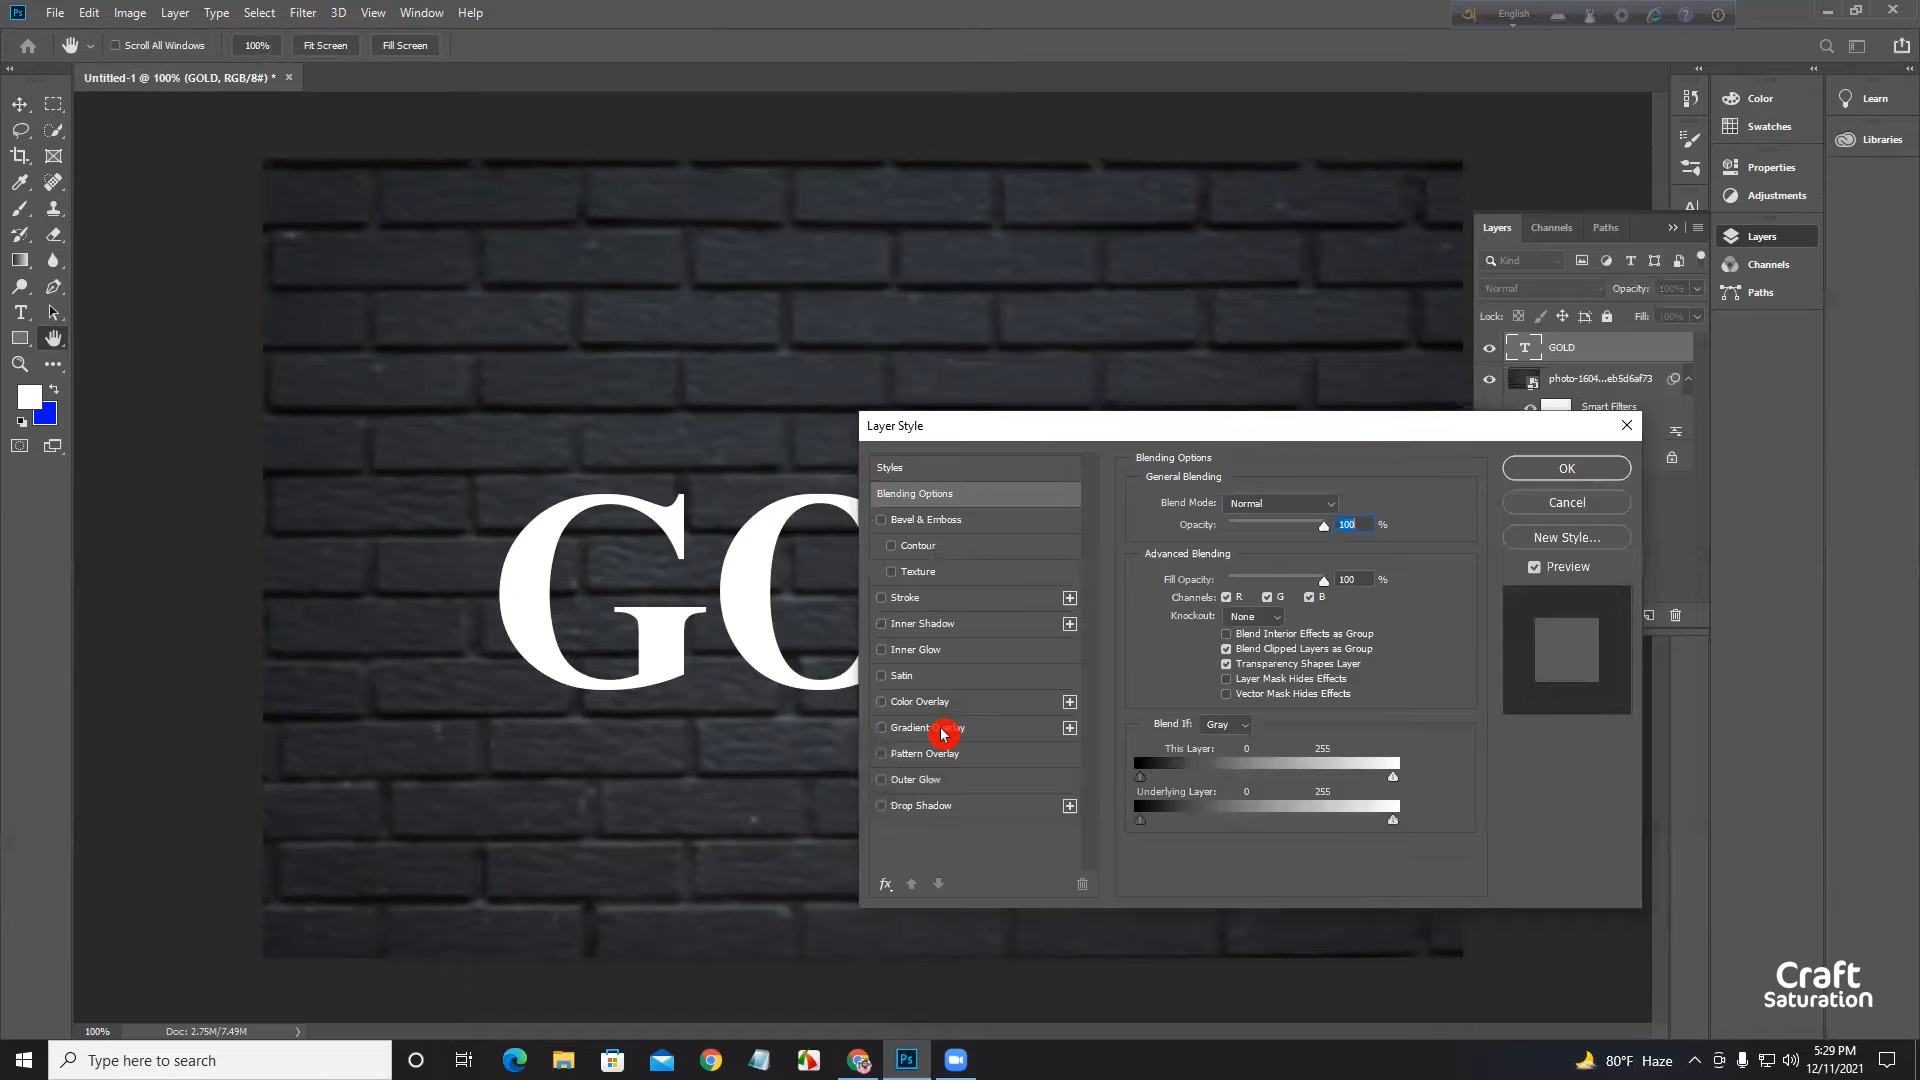 Ps File Edit Image Layer Type Select Filter 3D View Window Help
English
Scroll All Windows 100% Fit Screen Fill Screen
Untitled-1 @ 100% (GOLD, RGB/8#) * ×
Color
Swatches
Properties
Adjustments
Layers
Channels
Paths
Learn
Libraries
Layers Channels Paths
Kind
Normal Opacity: 100%
Lock: Fill: 100%
T GOLD
photo-1604...eb5d6af73
Smart Filters
GO
Layer Style
Styles
Blending Options
Bevel & Emboss
Contour
Texture
Stroke
Inner Shadow
Inner Glow
Satin
Color Overlay
Gradient Overlay
Pattern Overlay
Outer Glow
Drop Shadow
fx
Blending Options
General Blending
Blend Mode: Normal
Opacity: 100 %
Advanced Blending
Fill Opacity: 100 %
Channels: R G B
Knockout: None
Blend Interior Effects as Group
Blend Clipped Layers as Group
Transparency Shapes Layer
Layer Mask Hides Effects
Vector Mask Hides Effects
Blend If: Gray
This Layer: 0 255
Underlying Layer: 0 255
OK
Cancel
New Style...
Preview
Craft
Saturation
100% Doc: 2.75M/7.49M
Type here to search
Ps
80°F Haze
5:29 PM
12/11/2021